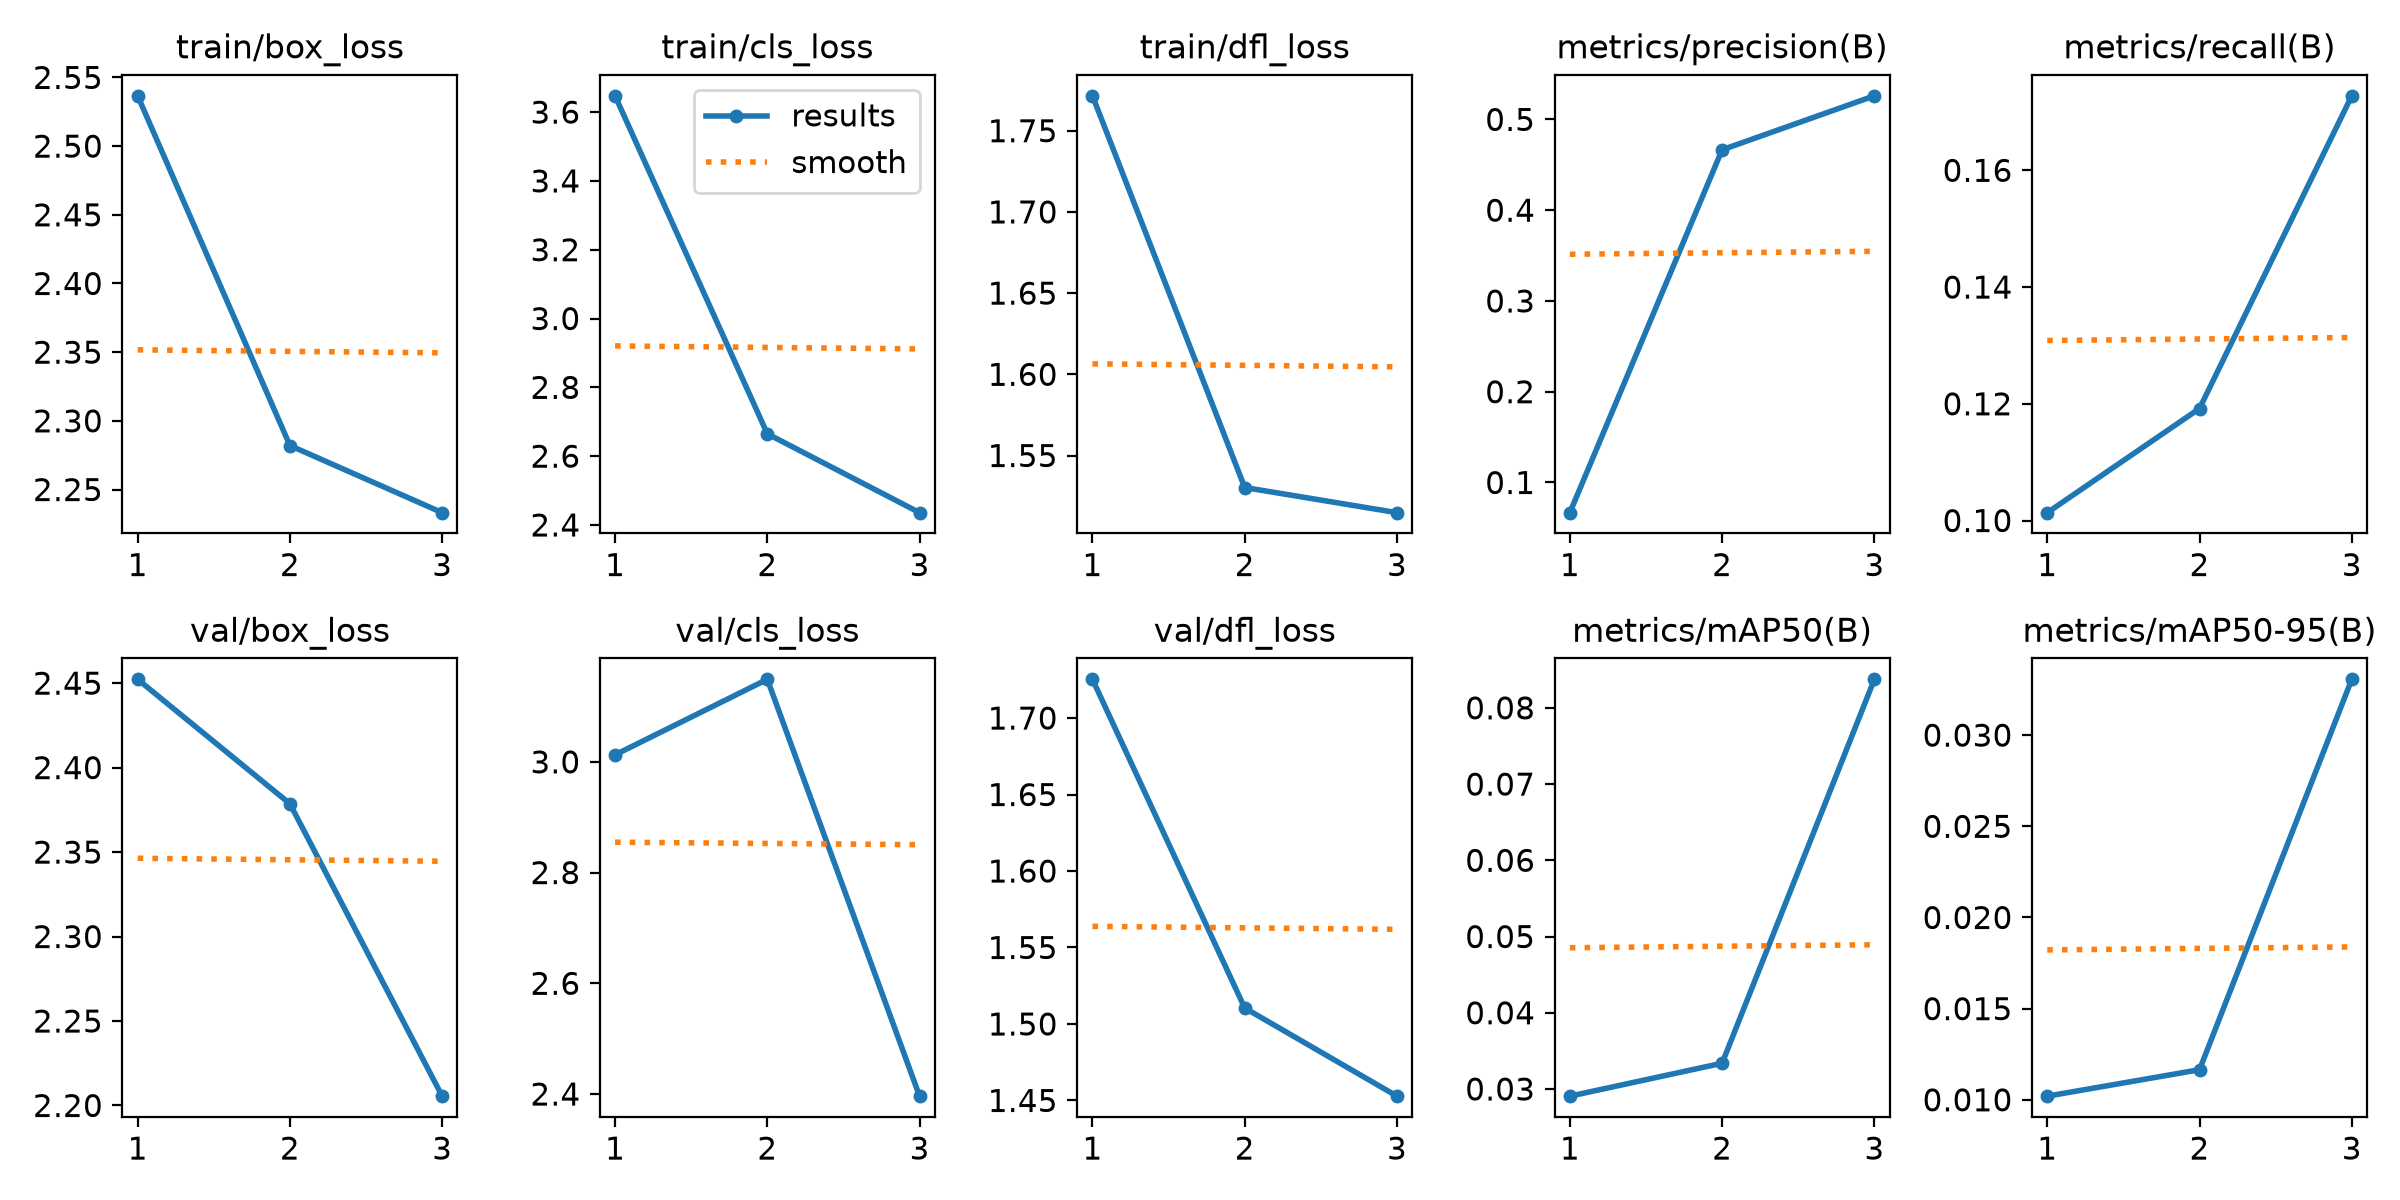 train/box_loss
2.55
2.50
2.45
2.40
2.35
2.30
2.25
1 2 3
train/cls_loss
results
smooth
3.6
3.4
3.2
3.0
2.8
2.6
2.4
1 2 3
train/dfl_loss
1.75
1.70
1.65
1.60
1.55
1 2 3
metrics/precision(B)
0.5
0.4
0.3
0.2
0.1
1 2 3
metrics/recall(B)
0.16
0.14
0.12
0.10
1 2 3
val/box_loss
2.45
2.40
2.35
2.30
2.25
2.20
1 2 3
val/cls_loss
3.0
2.8
2.6
2.4
1 2 3
val/dfl_loss
1.70
1.65
1.60
1.55
1.50
1.45
1 2 3
metrics/mAP50(B)
0.08
0.07
0.06
0.05
0.04
0.03
1 2 3
metrics/mAP50-95(B)
0.030
0.025
0.020
0.015
0.010
1 2 3